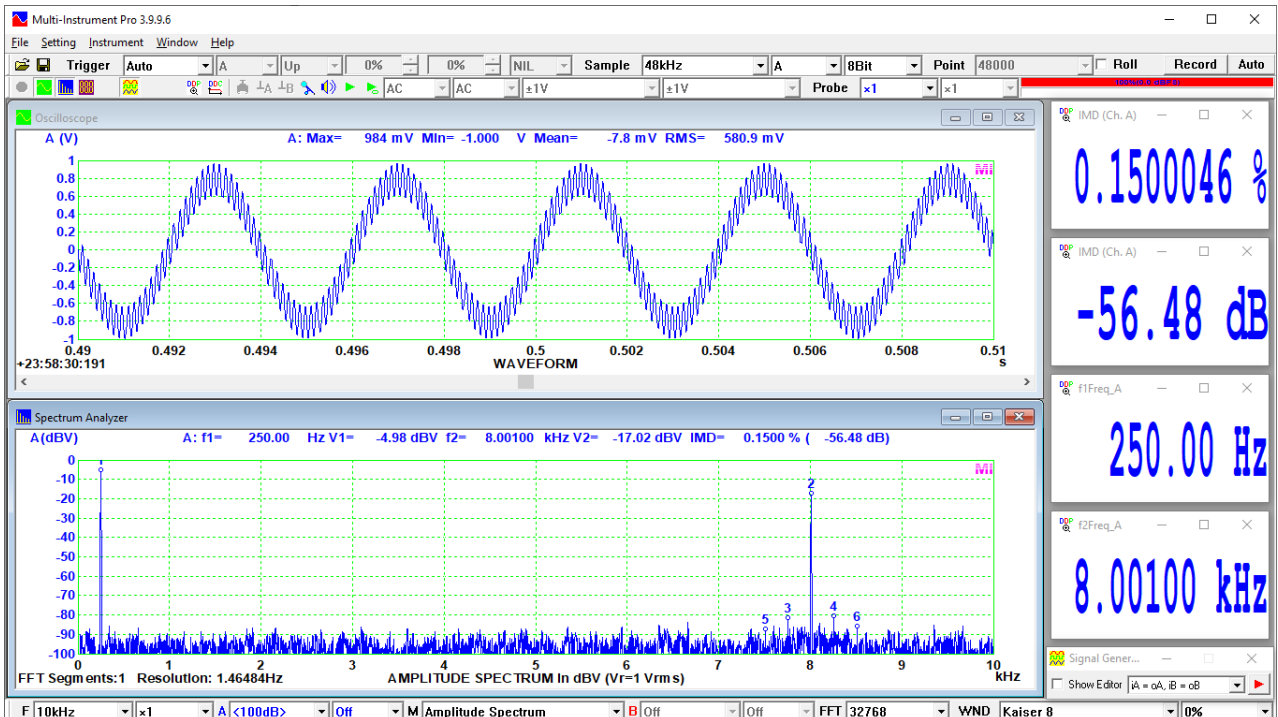 Multi-Instrument Pro 3.9.9.6
File Setting Instrument Window Help
Trigger Auto A Up 0% 0% NIL Sample 48kHz A 8Bit Point 48000 Roll Record Auto
AC AC ±1V ±1V Probe ×1 ×1
Oscilloscope
A (V)
A: Max= 984 mV MIn= -1.000 V Mean= -7.8 mV RMS= 580.9 mV
MI
1
0.8
0.6
0.4
0.2
0
-0.2
-0.4
-0.6
-0.8
-1
0.49 0.492 0.494 0.496 0.498 0.5 0.502 0.504 0.506 0.508 0.51
+23:58:30:191 WAVEFORM s
Spectrum Analyzer
A(dBV)
A: f1= 250.00 Hz V1= -4.98 dBV f2= 8.00100 kHz V2= -17.02 dBV IMD= 0.1500 % ( -56.48 dB)
MI
0
-10
-20
-30
-40
-50
-60
-70
-80
-90
-100
2
5 3 4 6
0 1 2 3 4 5 6 7 8 9 10
FFT Segments:1 Resolution: 1.46484Hz AMPLITUDE SPECTRUM In dBV (Vr=1 Vrms) kHz
IMD (Ch. A)
0.1500046 %
IMD (Ch. A)
-56.48 dB
f1Freq_A
250.00 Hz
f2Freq_A
8.00100 kHz
Signal Gener...
Show Editor iA = oA, iB = oB
F 10kHz ×1 A <100dB> Off M Amplitude Spectrum B Off Off FFT 32768 WND Kaiser 8 0%